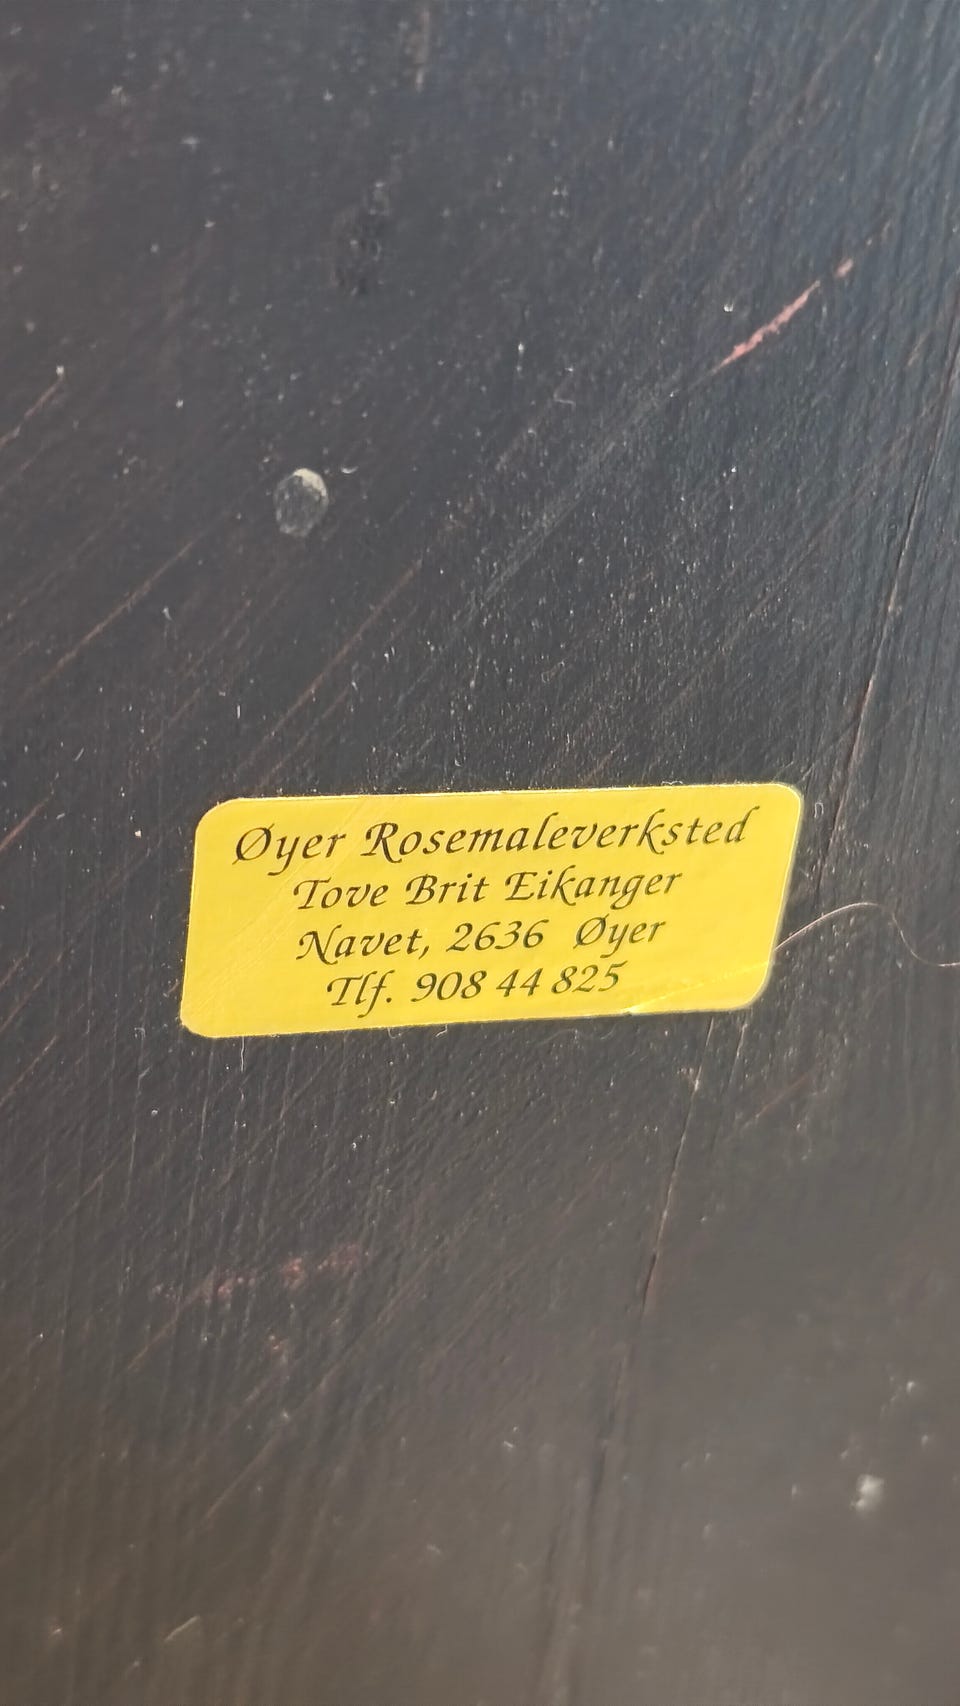 Øyer Rosemaleverksted
Tove Brit Eikanger
Navet, 2636 Øyer
Tlf. 908 44 825